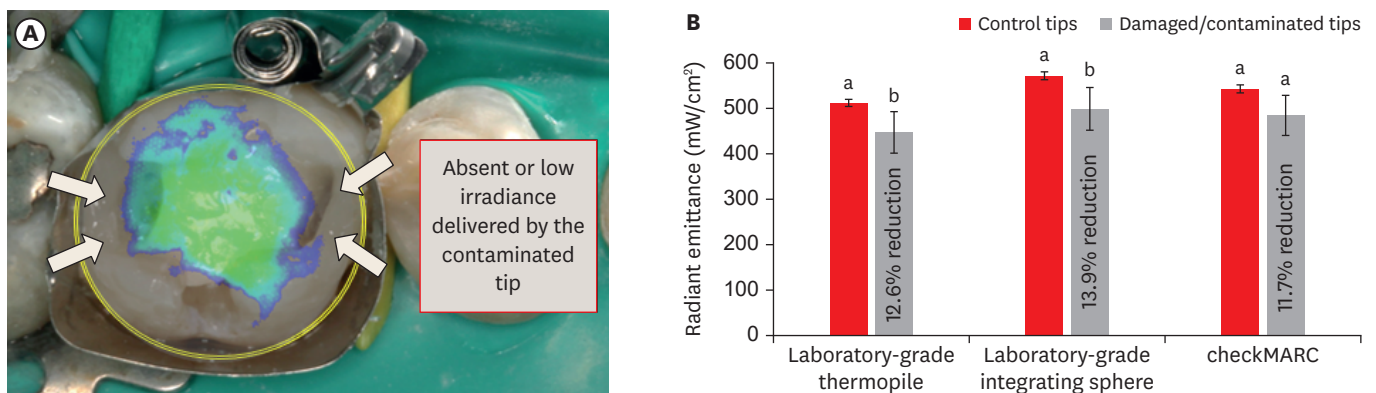 A
Absent or low
irradiance
delivered by the
contaminated
tip
B
Control tips
Damaged/contaminated tips
Radiant emittance (mW/cm²)
600
500
400
300
200
100
0
a
b
a
b
a
a
12.6% reduction
13.9% reduction
11.7% reduction
Laboratory-grade
thermopile
Laboratory-grade
integrating sphere
checkMARC